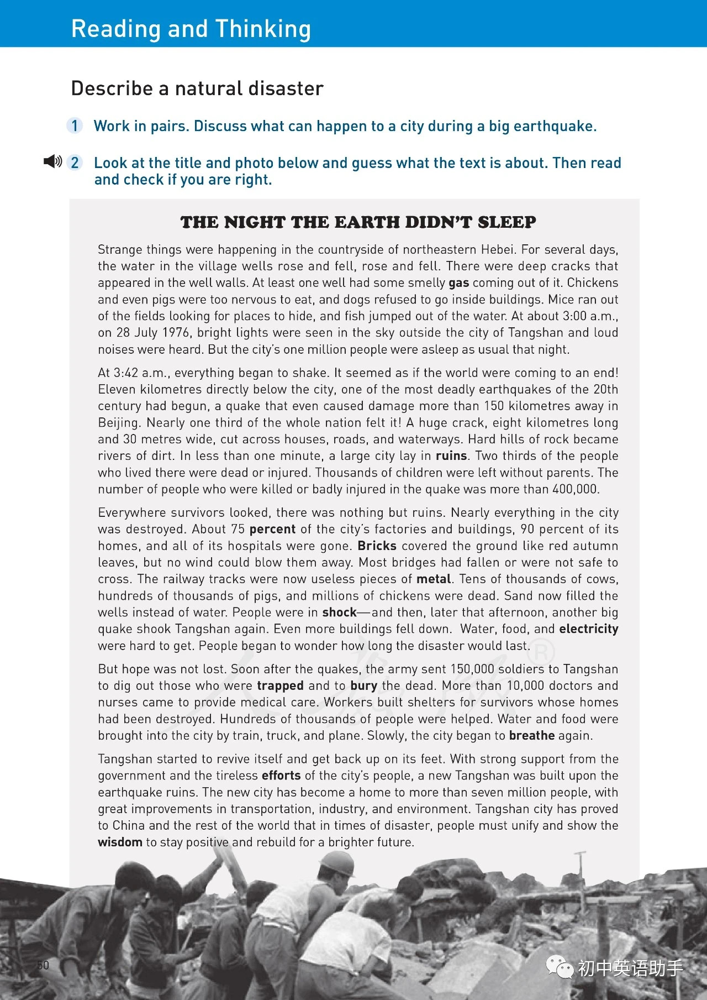 Reading and Thinking
Describe a natural disaster
1 Work in pairs. Discuss what can happen to a city during a big earthquake.
2 Look at the title and photo below and guess what the text is about. Then read
and check if you are right.
THE NIGHT THE EARTH DIDN'T SLEEP
Strange things were happening in the countryside of northeastern Hebei. For several days,
the water in the village wells rose and fell, rose and fell. There were deep cracks that
appeared in the well walls. At least one well had some smelly gas coming out of it. Chickens
and even pigs were too nervous to eat, and dogs refused to go inside buildings. Mice ran out
of the fields looking for places to hide, and fish jumped out of the water. At about 3:00 a.m.,
on 28 July 1976, bright lights were seen in the sky outside the city of Tangshan and loud
noises were heard. But the city's one million people were asleep as usual that night.
At 3:42 a.m., everything began to shake. It seemed as if the world were coming to an end!
Eleven kilometres directly below the city, one of the most deadly earthquakes of the 20th
century had begun, a quake that even caused damage more than 150 kilometres away in
Beijing. Nearly one third of the whole nation felt it! A huge crack, eight kilometres long
and 30 metres wide, cut across houses, roads, and waterways. Hard hills of rock became
rivers of dirt. In less than one minute, a large city lay in ruins. Two thirds of the people
who lived there were dead or injured. Thousands of children were left without parents. The
number of people who were killed or badly injured in the quake was more than 400,000.
Everywhere survivors looked, there was nothing but ruins. Nearly everything in the city
was destroyed. About 75 percent of the city's factories and buildings, 90 percent of its
homes, and all of its hospitals were gone. Bricks covered the ground like red autumn
leaves, but no wind could blow them away. Most bridges had fallen or were not safe to
cross. The railway tracks were now useless pieces of metal. Tens of thousands of cows,
hundreds of thousands of pigs, and millions of chickens were dead. Sand now filled the
wells instead of water. People were in shock—and then, later that afternoon, another big
quake shook Tangshan again. Even more buildings fell down. Water, food, and electricity
were hard to get. People began to wonder how long the disaster would last.
But hope was not lost. Soon after the quakes, the army sent 150,000 soldiers to Tangshan
to dig out those who were trapped and to bury the dead. More than 10,000 doctors and
nurses came to provide medical care. Workers built shelters for survivors whose homes
had been destroyed. Hundreds of thousands of people were helped. Water and food were
brought into the city by train, truck, and plane. Slowly, the city began to breathe again.
Tangshan started to revive itself and get back up on its feet. With strong support from the
government and the tireless efforts of the city's people, a new Tangshan was built upon the
earthquake ruins. The new city has become a home to more than seven million people, with
great improvements in transportation, industry, and environment. Tangshan city has proved
to China and the rest of the world that in times of disaster, people must unify and show the
wisdom to stay positive and rebuild for a brighter future.
50
初中英语助手
人教版®